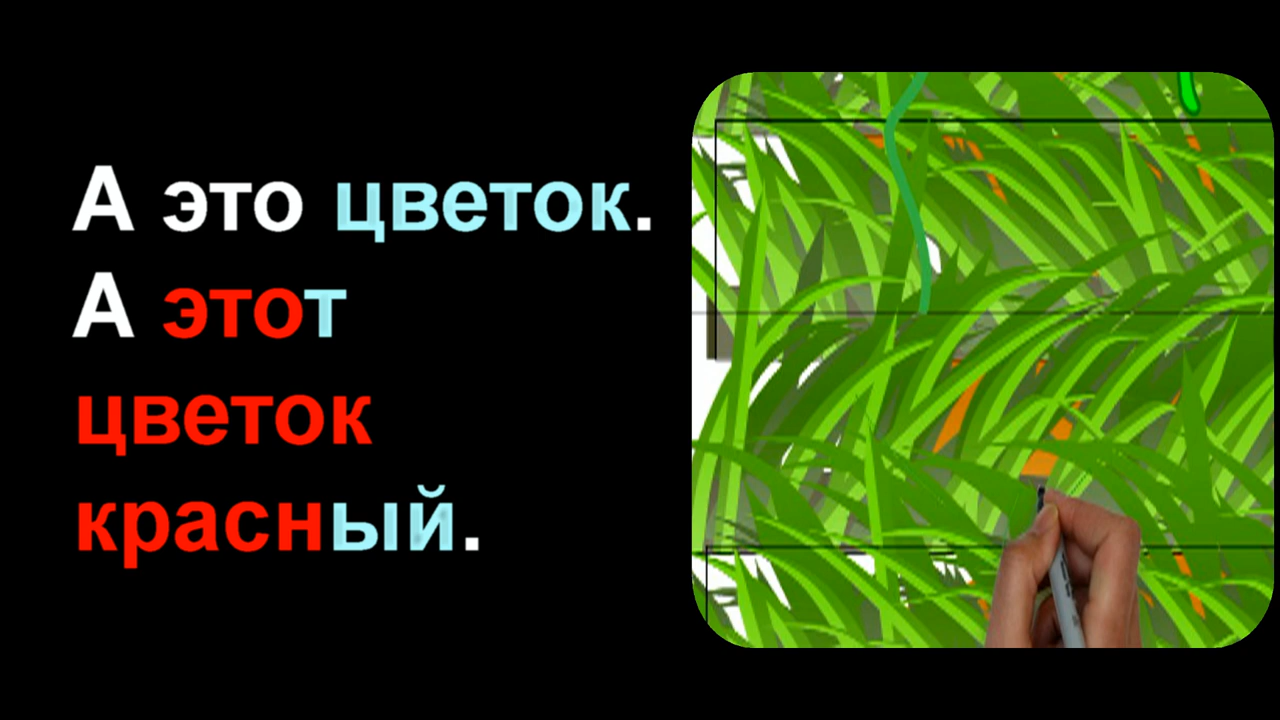 А это цветок.
А этот
цветок
красный.